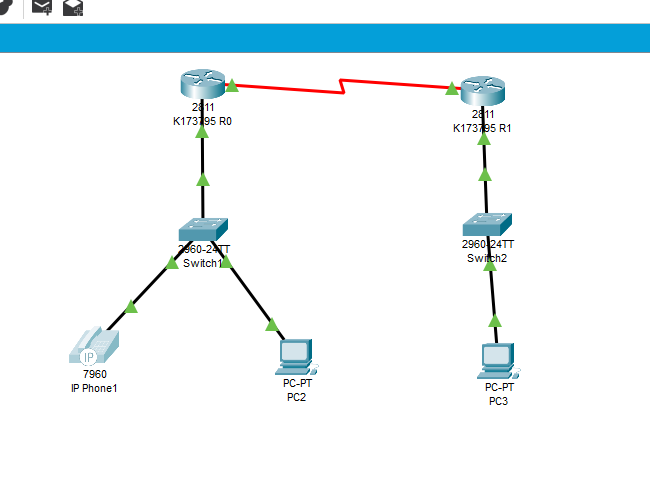 2811
K173795 R0
2811
K173795 R1
2960-24TT
Switch1
2960-24TT
Switch2
IP
7960
IP Phone1
PC-PT
PC2
PC-PT
PC3